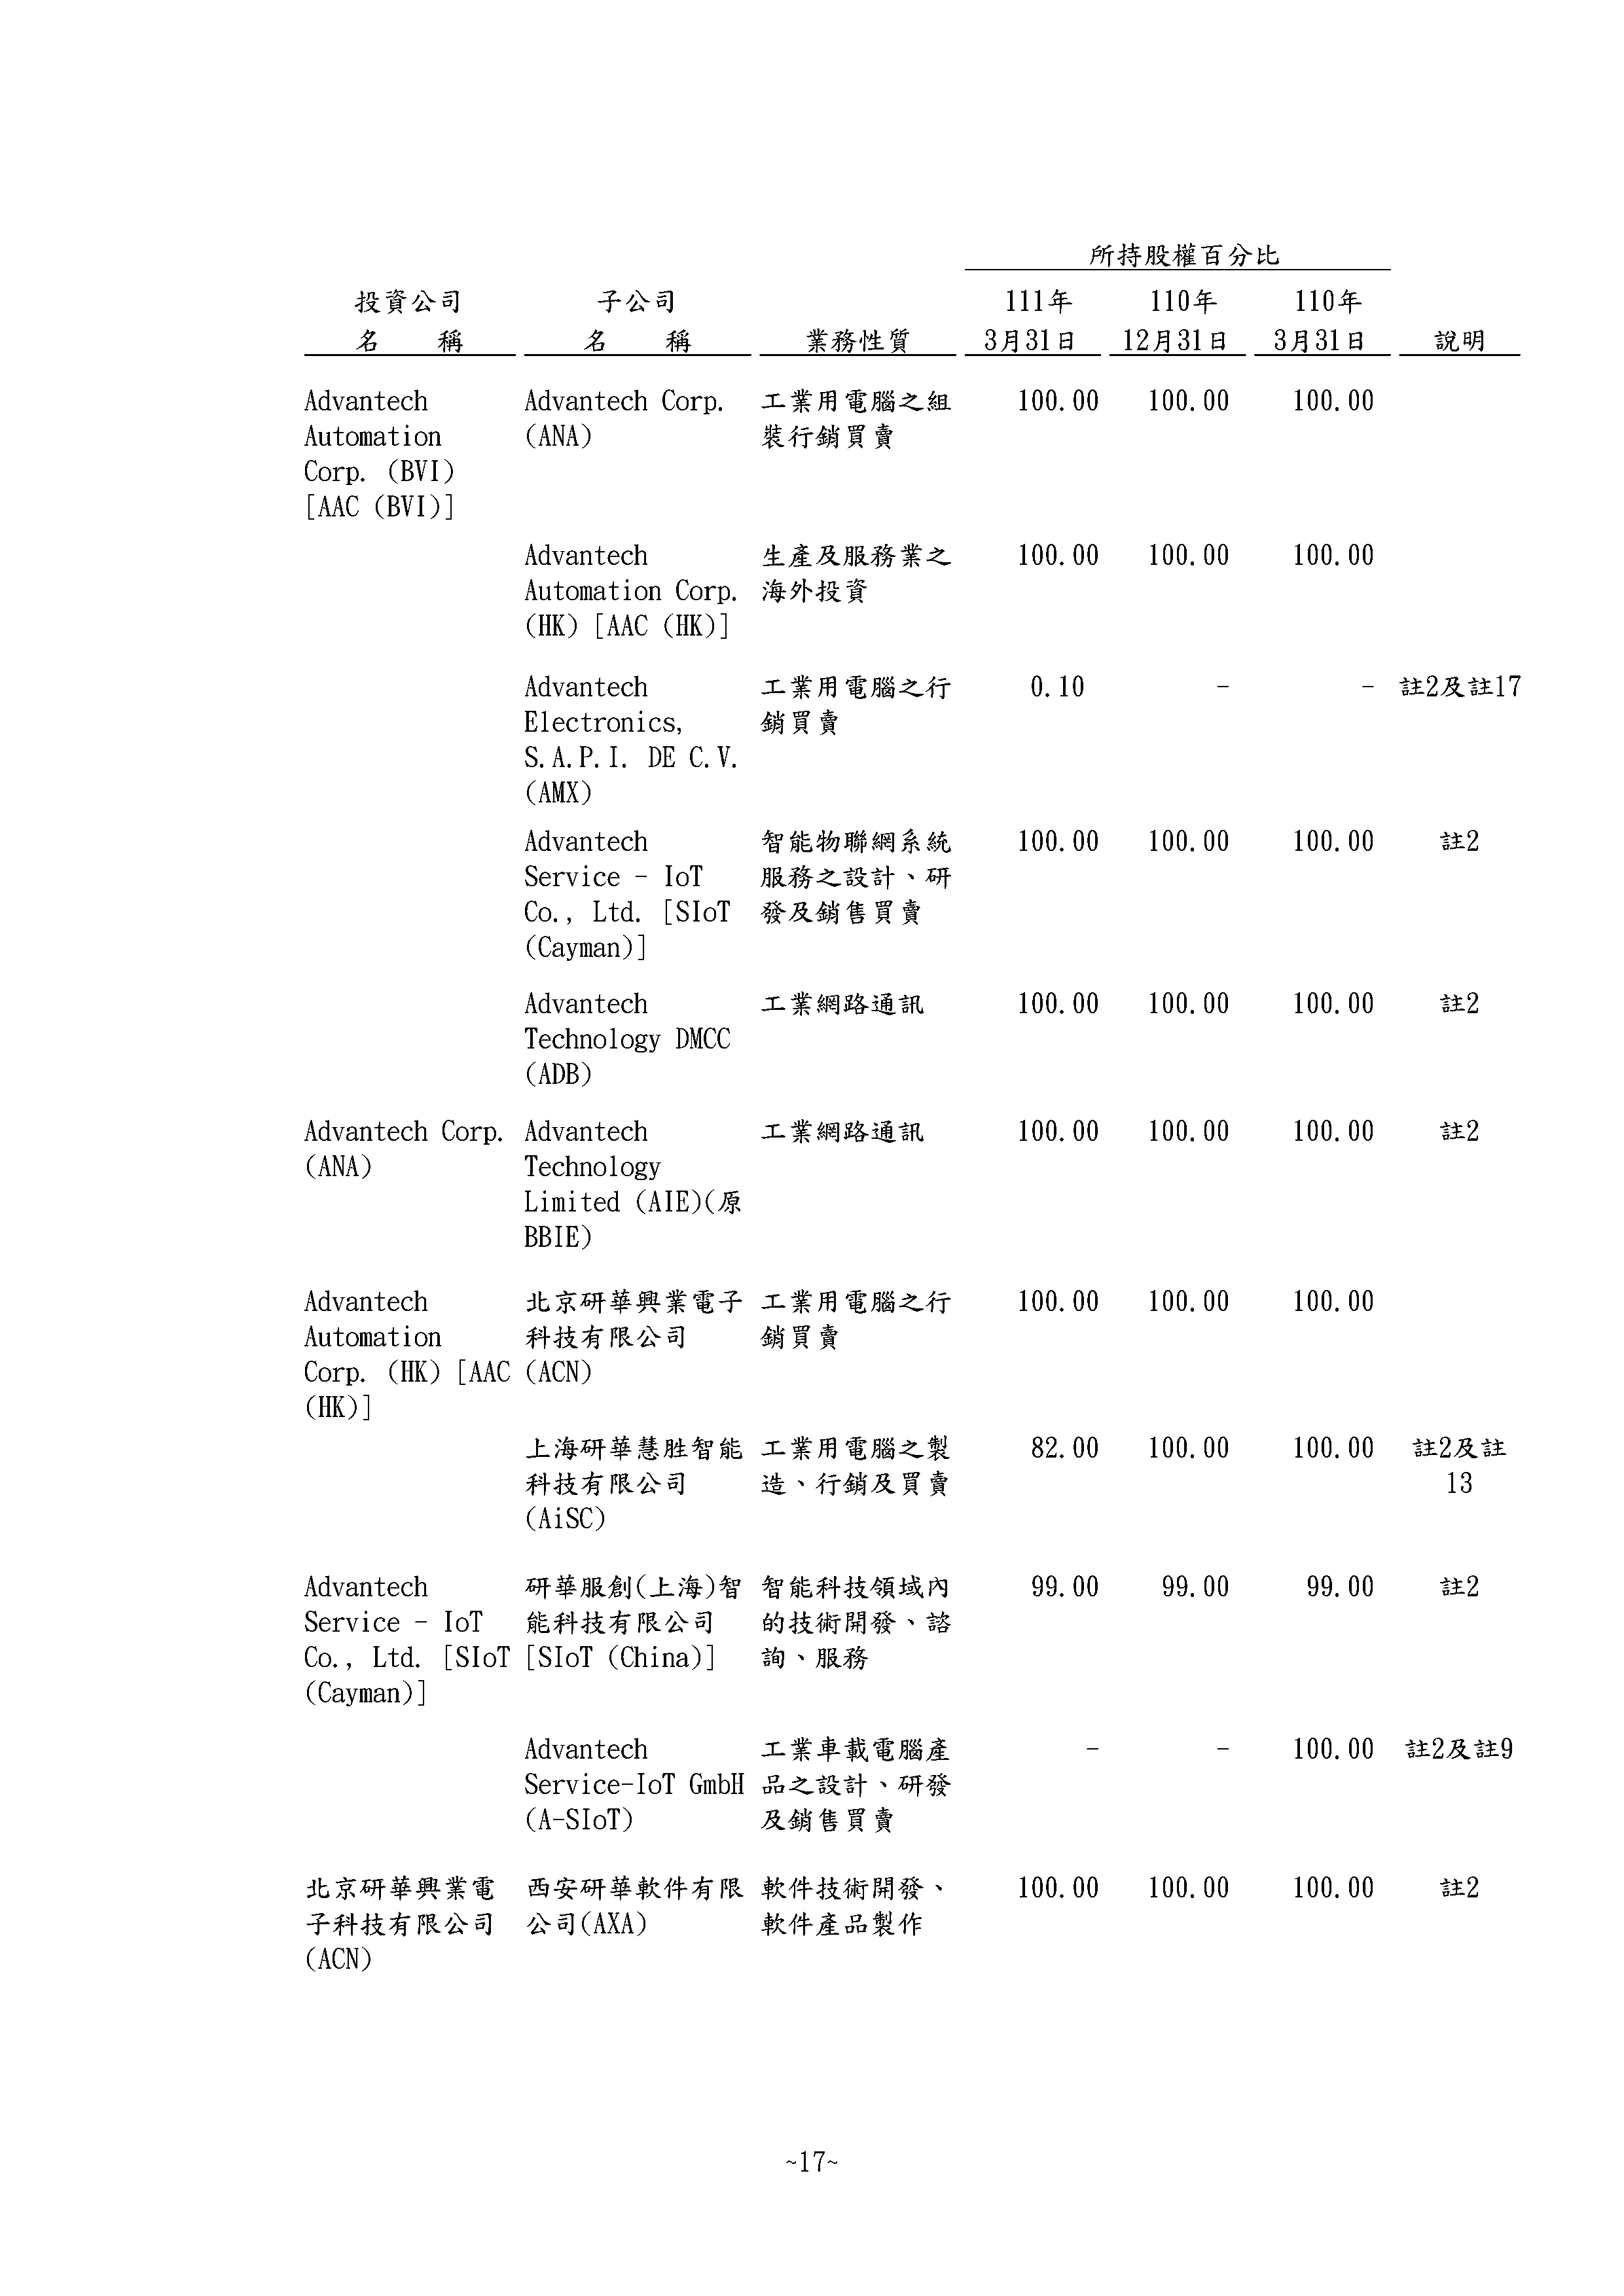 所持股權百分比
投資公司 子公司 111年 110年 110年
名 稱 名 稱 業務性質 3月31日 12月31日 3月31日 說明
Advantech Advantech Corp. 工業用電腦之組 100.00 100.00 100.00
Automation (ANA) 裝行銷買賣
Corp. (BVI)
[AAC (BVI)]
Advantech 生產及服務業之 100.00 100.00 100.00
Automation Corp. 海外投資
(HK) [AAC (HK)]
Advantech 工業用電腦之行 0.10 - - 註2及註17
Electronics, 銷買賣
S.A.P.I. DE C.V.
(AMX)
Advantech 智能物聯網系統 100.00 100.00 100.00 註2
Service - IoT 服務之設計、研
Co., Ltd. [SIoT 發及銷售買賣
(Cayman)]
Advantech 工業網路通訊 100.00 100.00 100.00 註2
Technology DMCC
(ADB)
Advantech Corp. Advantech 工業網路通訊 100.00 100.00 100.00 註2
(ANA) Technology
Limited (AIE)(原
BBIE)
Advantech 北京研華興業電子 工業用電腦之行 100.00 100.00 100.00
Automation 科技有限公司 銷買賣
Corp. (HK) [AAC (ACN)
(HK)]
上海研華慧胜智能 工業用電腦之製 82.00 100.00 100.00 註2及註
科技有限公司 造、行銷及買賣 13
(AiSC)
Advantech 研華服創(上海)智 智能科技領域內 99.00 99.00 99.00 註2
Service - IoT 能科技有限公司 的技術開發、諮
Co., Ltd. [SIoT [SIoT (China)] 詢、服務
(Cayman)]
Advantech 工業車載電腦產 - - 100.00 註2及註9
Service-IoT GmbH 品之設計、研發
(A-SIoT) 及銷售買賣
北京研華興業電 西安研華軟件有限 軟件技術開發、 100.00 100.00 100.00 註2
子科技有限公司 公司(AXA) 軟件產品製作
(ACN)
~17~